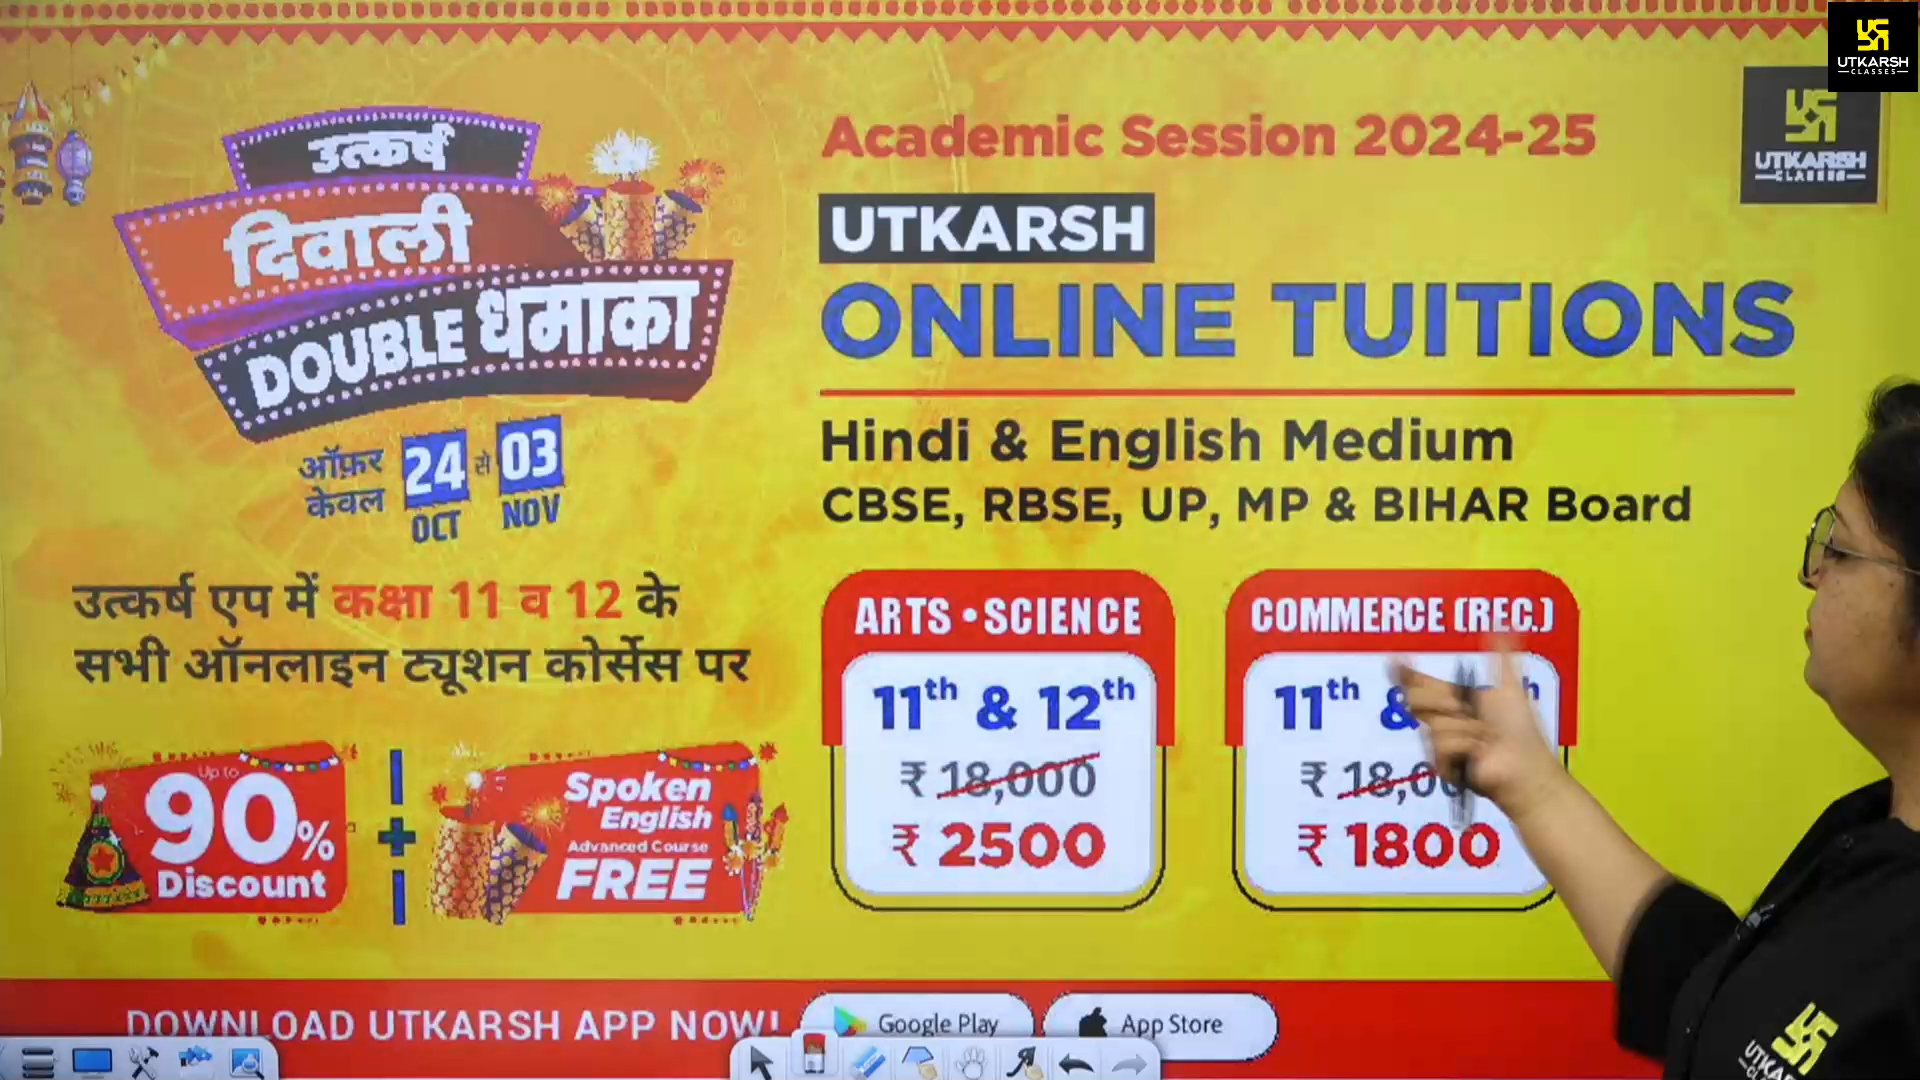 UTKARSH
CLASSES
उत्कर्ष
दिवाली
DOUBLE धमाका
ऑफ़र केवल 24 OCT से 03 NOV
उत्कर्ष एप में कक्षा 11 व 12 के
सभी ऑनलाइन ट्यूशन कोर्सेस पर
Up to
90%
Discount
+
Spoken
English
Advanced Course
FREE
Academic Session 2024-25
UTKARSH
CLASSES
UTKARSH
ONLINE TUITIONS
Hindi & English Medium
CBSE, RBSE, UP, MP & BIHAR Board
ARTS • SCIENCE
11th & 12th
₹ 18,000
₹ 2500
COMMERCE (REC.)
11th &
₹ 1800
DOWNLOAD UTKARSH APP NOW!
Google Play
App Store